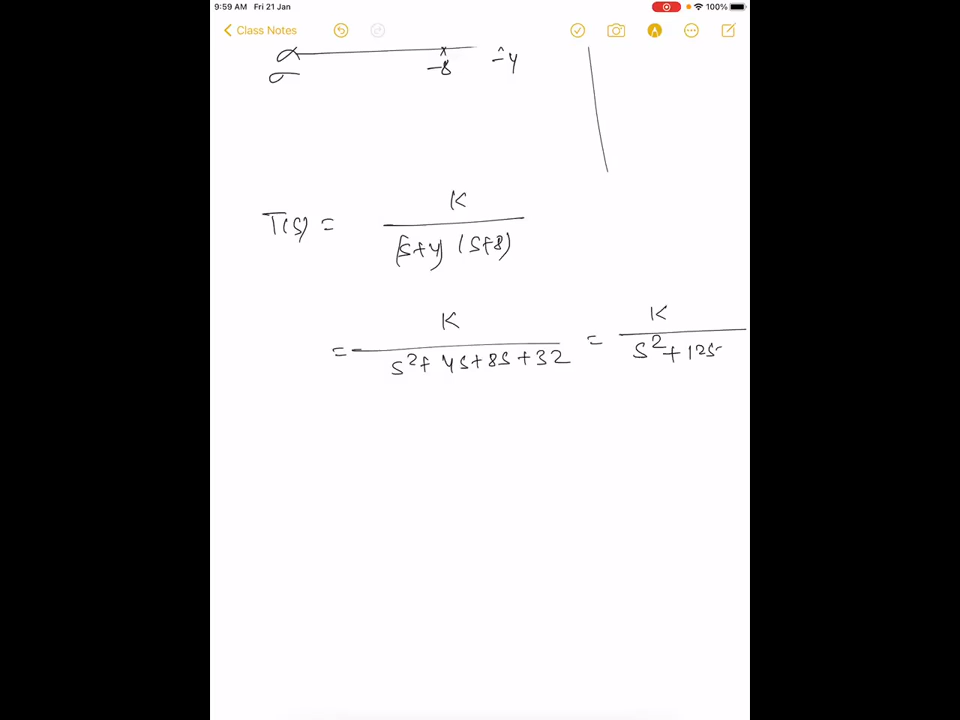 9:59 AM Fri 21 Jan 100%
Class Notes
-8 -4
σ
T(s) = K / (s+4) (s+8)
= K / s²+ 4s+8s+32 = K / s²+12s